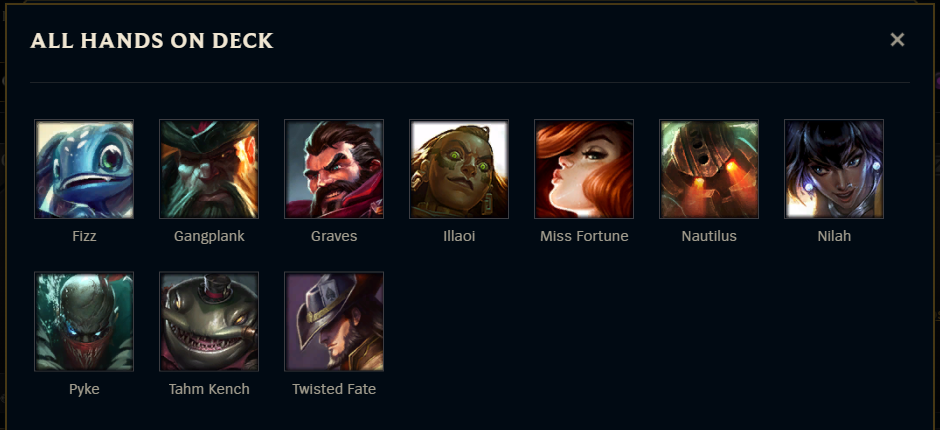 ALL HANDS ON DECK
Fizz Gangplank Graves Illaoi Miss Fortune Nautilus Nilah
Pyke Tahm Kench Twisted Fate